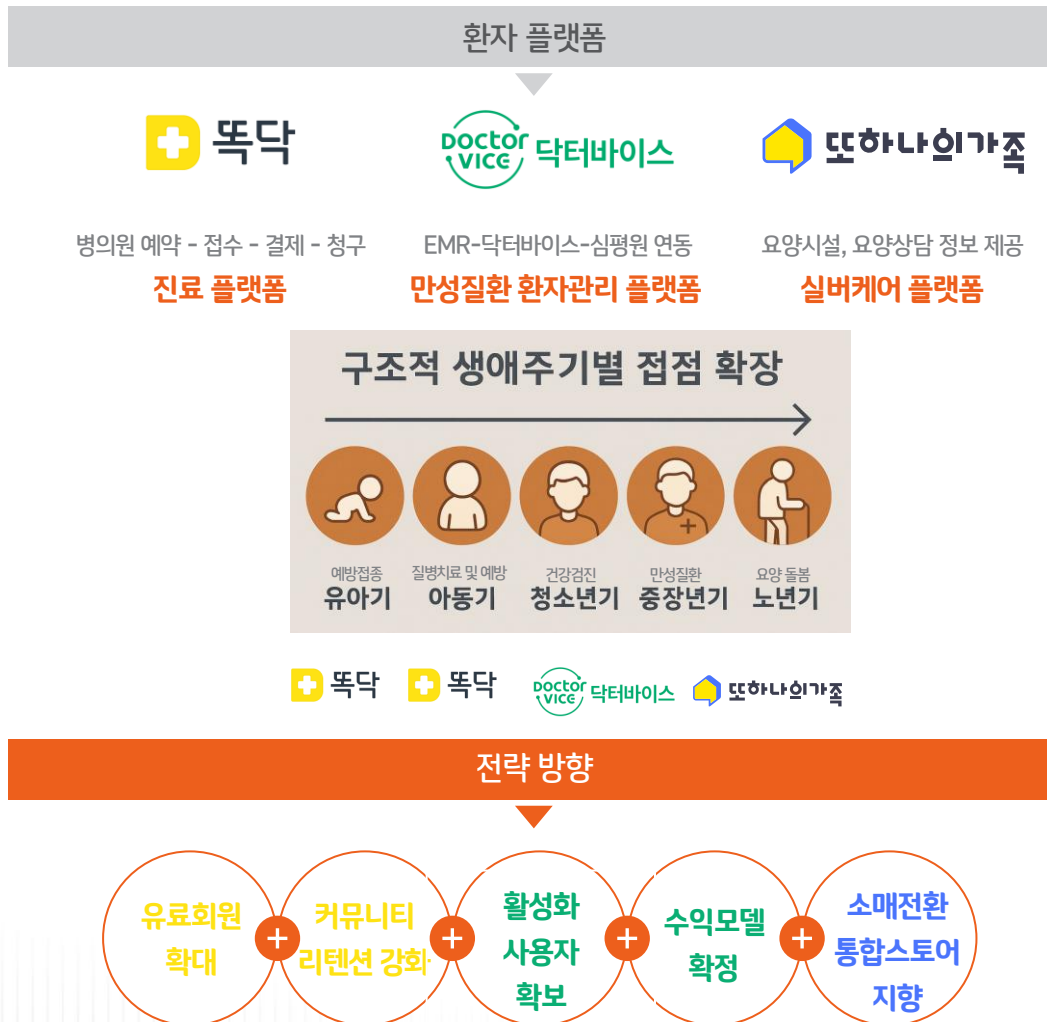 환자 플랫폼
똑닥
DOCTOR VICE 닥터바이스
또하나의가족
병의원 예약 - 접수 - 결제 - 청구
진료 플랫폼
EMR-닥터바이스-심평원 연동
만성질환 환자관리 플랫폼
요양시설, 요양상담 정보 제공
실버케어 플랫폼
구조적 생애주기별 접점 확장
예방접종
유아기
질병치료 및 예방
아동기
건강검진
청소년기
만성질환
중장년기
요양 돌봄
노년기
똑닥
똑닥
DOCTOR VICE 닥터바이스
또하나의가족
전략 방향
유료회원
확대
+
커뮤니티
리텐션 강화
+
활성화
사용자
확보
+
수익모델
확정
+
소매전환
통합스토어
지향